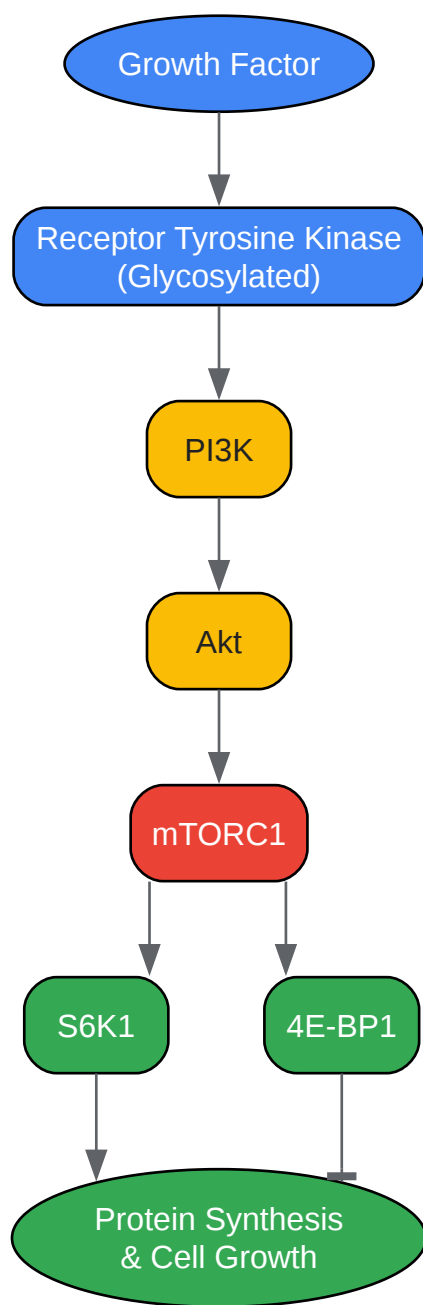 Growth Factor
Receptor Tyrosine Kinase
(Glycosylated)
PI3K
Akt
mTORC1
S6K1
4E-BP1
Protein Synthesis
& Cell Growth